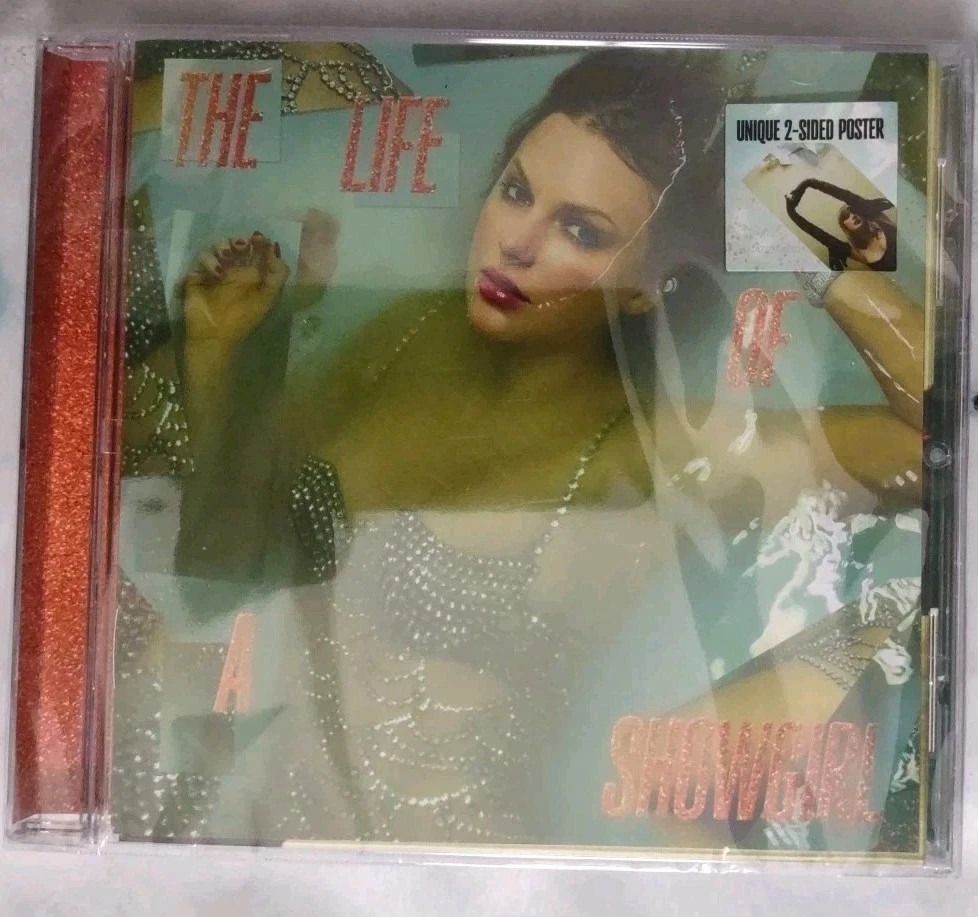 THE
LIFE
UNIQUE 2-SIDED POSTER
OF
A
SHOWGIRL